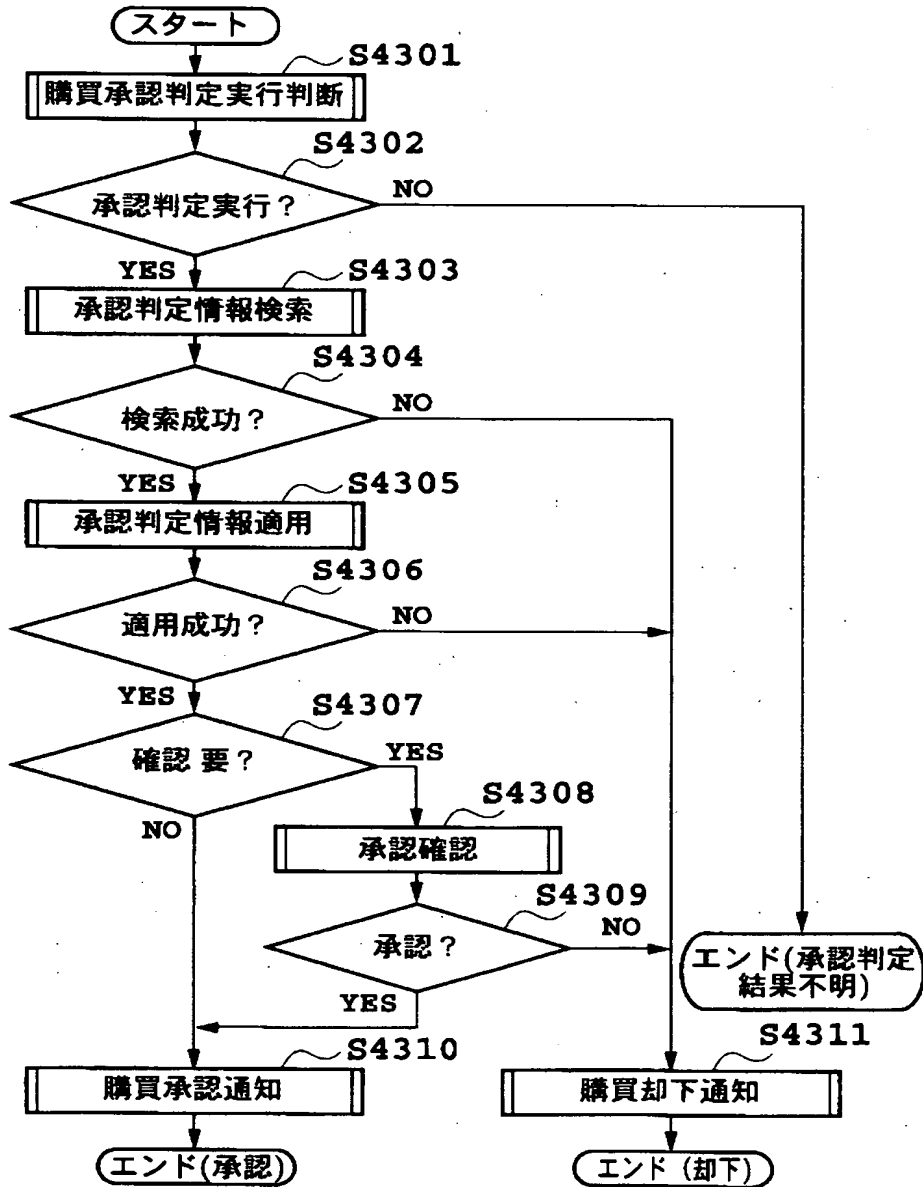 スタート
S4301
購買承認判定実行判断
S4302
承認判定実行？
NO
YES
S4303
承認判定情報検索
S4304
検索成功？
NO
YES
S4305
承認判定情報適用
S4306
適用成功？
NO
YES
S4307
確認 要？
YES
NO
S4308
承認確認
S4309
承認？
NO
YES
エンド(承認判定
結果不明)
S4310
購買承認通知
S4311
購買却下通知
エンド(承認)
エンド (却下)